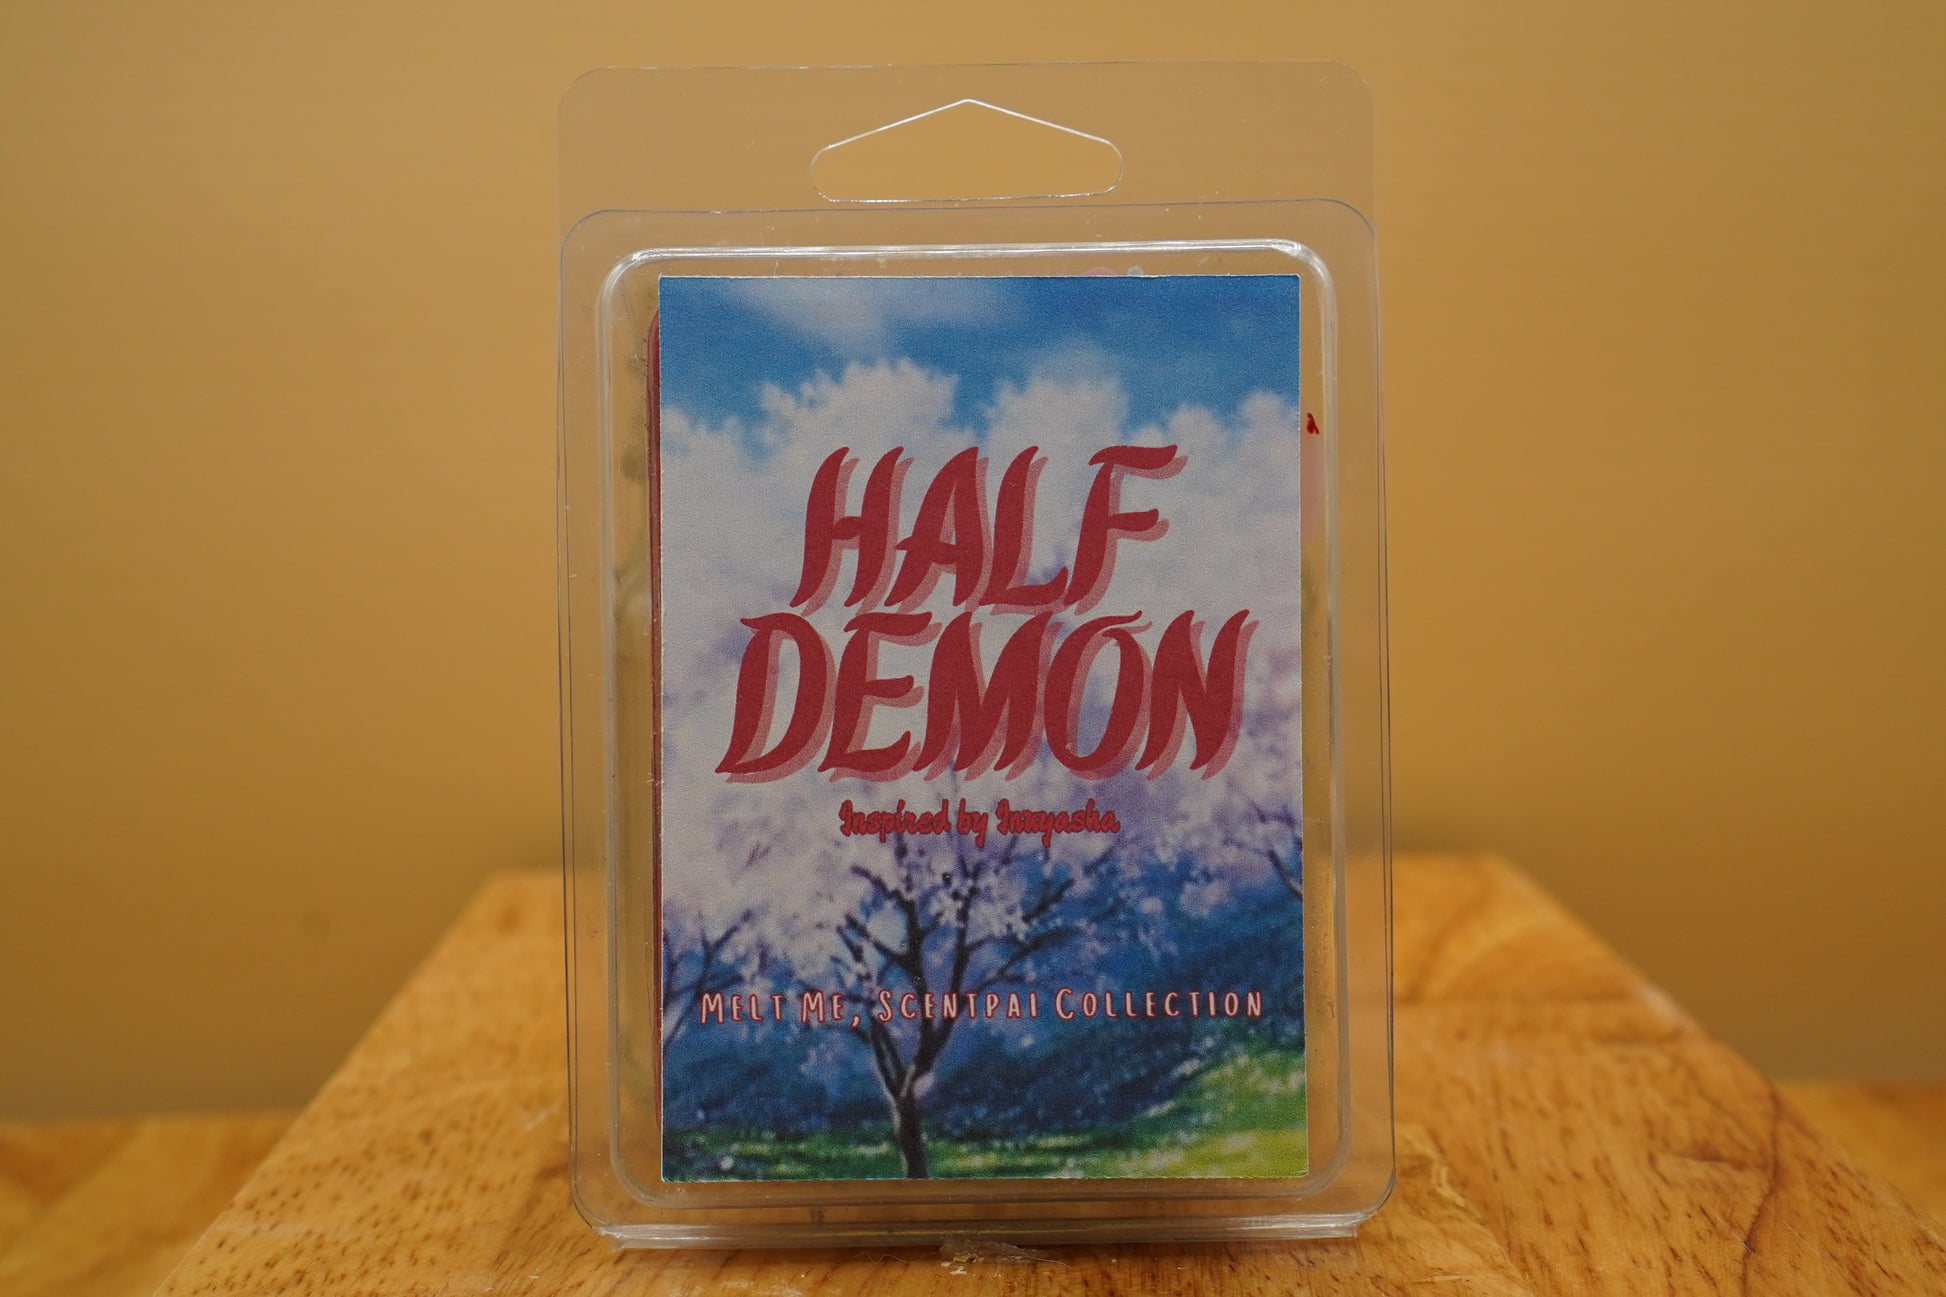 HALF
DEMON
Inspired by Inuyasha
MELT ME, SCENTPAI COLLECTION